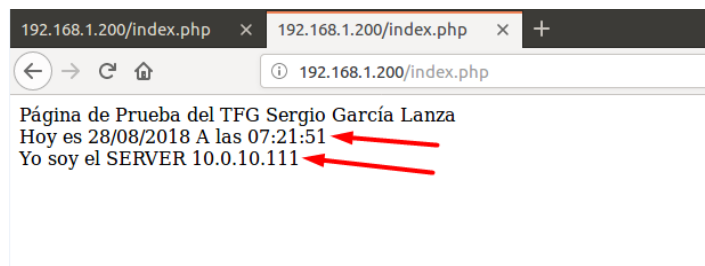 192.168.1.200/index.php × 192.168.1.200/index.php × +
192.168.1.200/index.php
Página de Prueba del TFG Sergio García Lanza
Hoy es 28/08/2018 A las 07:21:51
Yo soy el SERVER 10.0.10.111